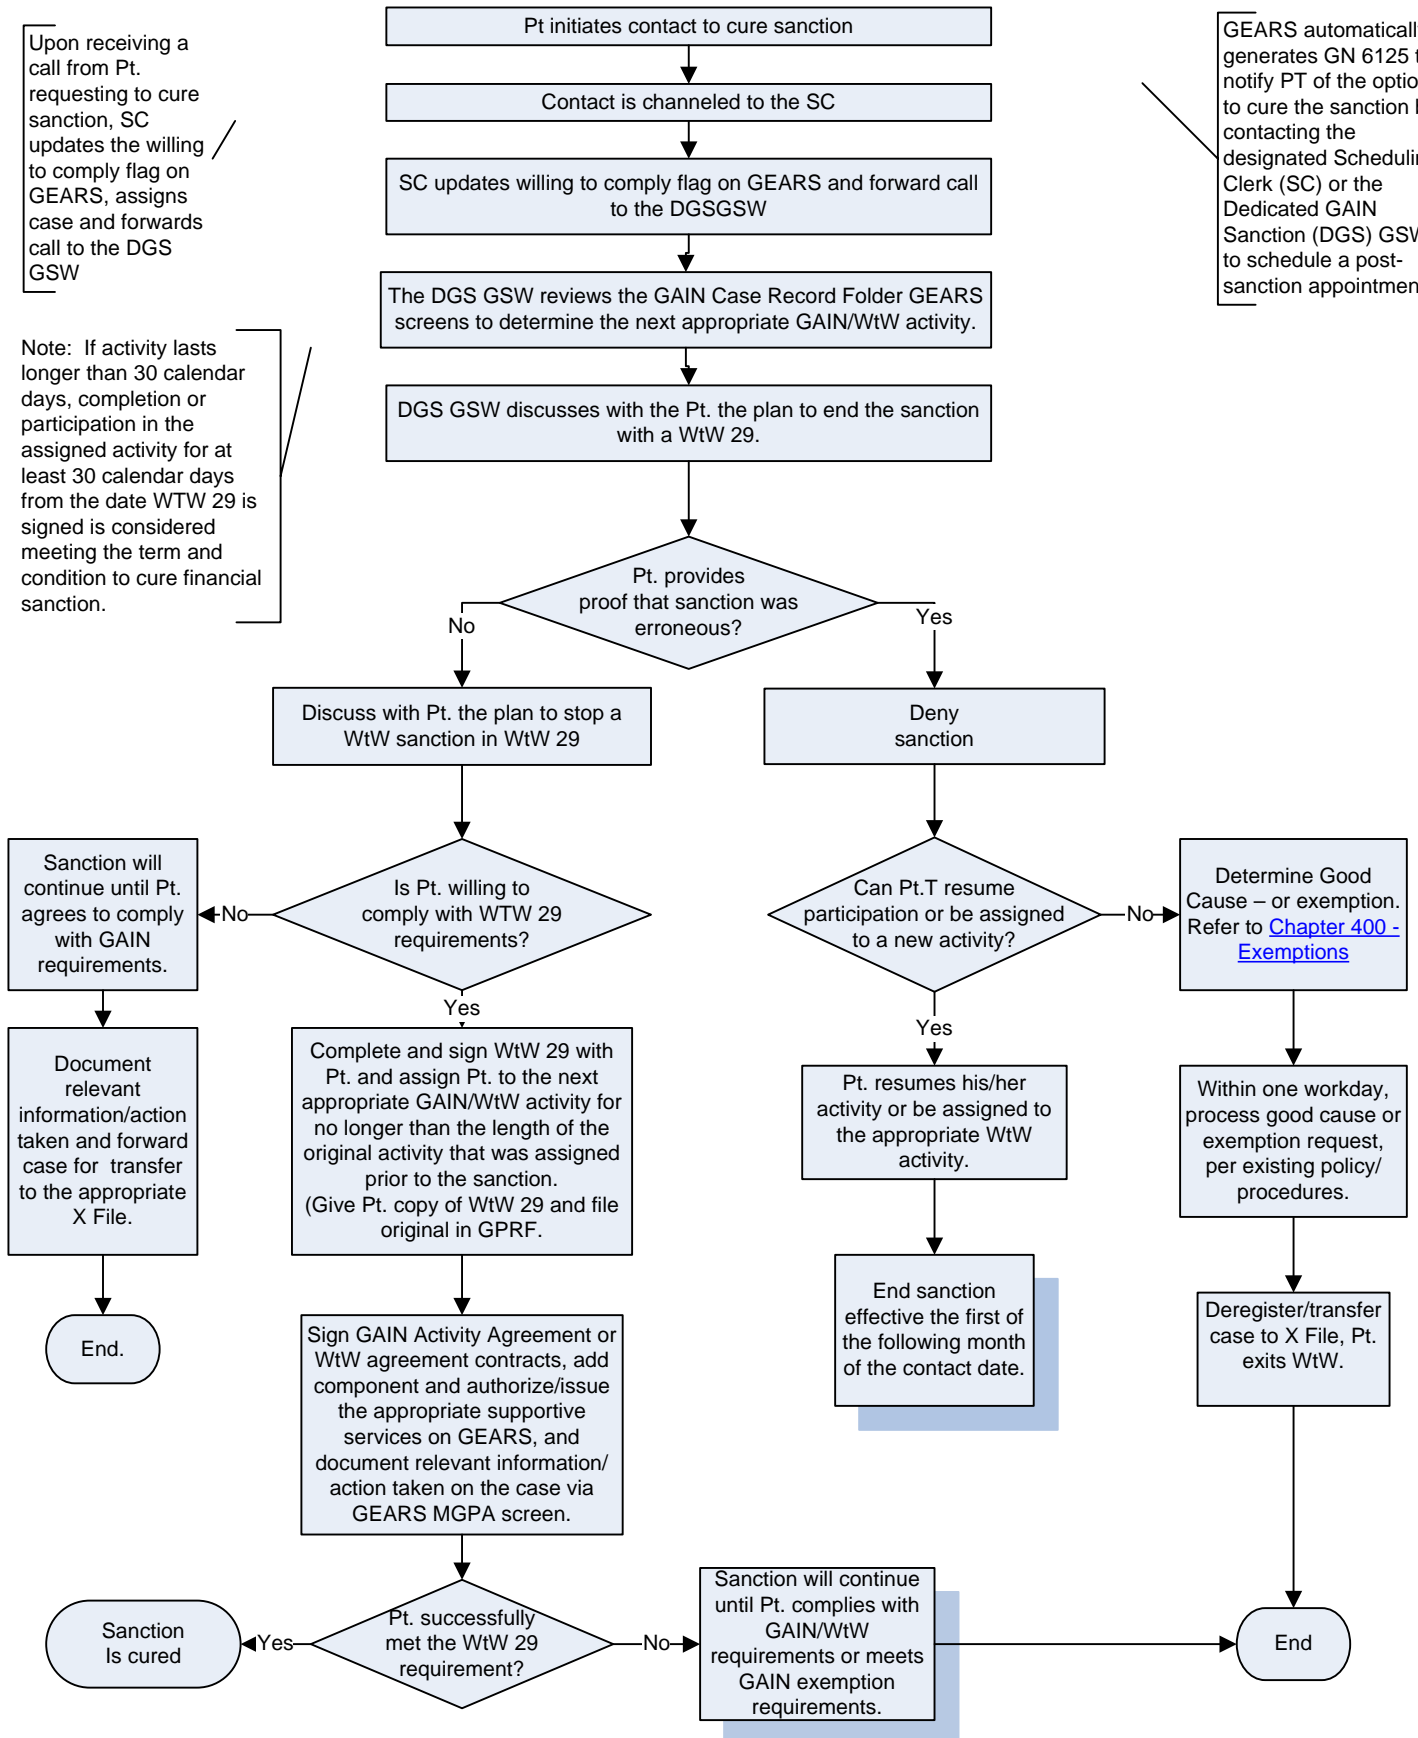 Pt initiates contact to cure sanction
Upon receiving a
call from Pt.
requesting to cure
sanction, SC
updates the willing
to comply flag on
GEARS, assigns
case and forwards
call to the DGS
GSW
GEARS automatically
generates GN 6125 t
notify PT of the optio
to cure the sanction b
contacting the
designated Schedulin
Clerk (SC) or the
Dedicated GAIN
Sanction (DGS) GSW
to schedule a post-
sanction appointmen
Contact is channeled to the SC
SC updates willing to comply flag on GEARS and forward call
to the DGSGSW
The DGS GSW reviews the GAIN Case Record Folder GEARS
screens to determine the next appropriate GAIN/WtW activity.
Note: If activity lasts
longer than 30 calendar
days, completion or
participation in the
assigned activity for at
least 30 calendar days
from the date WTW 29 is
signed is considered
meeting the term and
condition to cure financial
sanction.
DGS GSW discusses with the Pt. the plan to end the sanction
with a WtW 29.
Pt. provides
proof that sanction was
erroneous?
No
Yes
Discuss with Pt. the plan to stop a
WtW sanction in WtW 29
Deny
sanction
Sanction will
continue until Pt.
agrees to comply
with GAIN
requirements.
No
Is Pt. willing to
comply with WTW 29
requirements?
Can Pt.T resume
participation or be assigned
to a new activity?
No
Determine Good
Cause – or exemption.
Refer to Chapter 400 -
Exemptions
Yes
Yes
Document
relevant
information/action
taken and forward
case for transfer
to the appropriate
X File.
Complete and sign WtW 29 with
Pt. and assign Pt. to the next
appropriate GAIN/WtW activity for
no longer than the length of the
original activity that was assigned
prior to the sanction.
(Give Pt. copy of WtW 29 and file
original in GPRF.
Pt. resumes his/her
activity or be assigned to
the appropriate WtW
activity.
Within one workday,
process good cause or
exemption request,
per existing policy/
procedures.
End.
Sign GAIN Activity Agreement or
WtW agreement contracts, add
component and authorize/issue
the appropriate supportive
services on GEARS, and
document relevant information/
action taken on the case via
GEARS MGPA screen.
End sanction
effective the first of
the following month
of the contact date.
Deregister/transfer
case to X File, Pt.
exits WtW.
Sanction
Is cured
Yes
Pt. successfully
met the WtW 29
requirement?
No
Sanction will continue
until Pt. complies with
GAIN/WtW
requirements or meets
GAIN exemption
requirements.
End